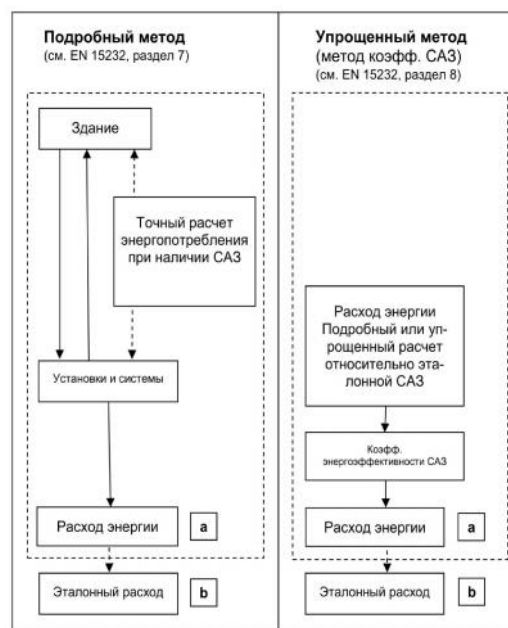 Подробный метод
(см. EN 15232, раздел 7)
Здание
Точный расчет
энергопотребления
при наличии САЗ
Установки и системы
Расход энергии
a
Эталонный расход
b
Упрощенный метод
(метод коэфф. САЗ)
(см. EN 15232, раздел 8)
Расход энергии
Подробный или уп-
рощенный расчет
относительно эта-
лонной САЗ
Коэфф.
энергоэффективности САЗ
Расход энергии
a
Эталонный расход
b